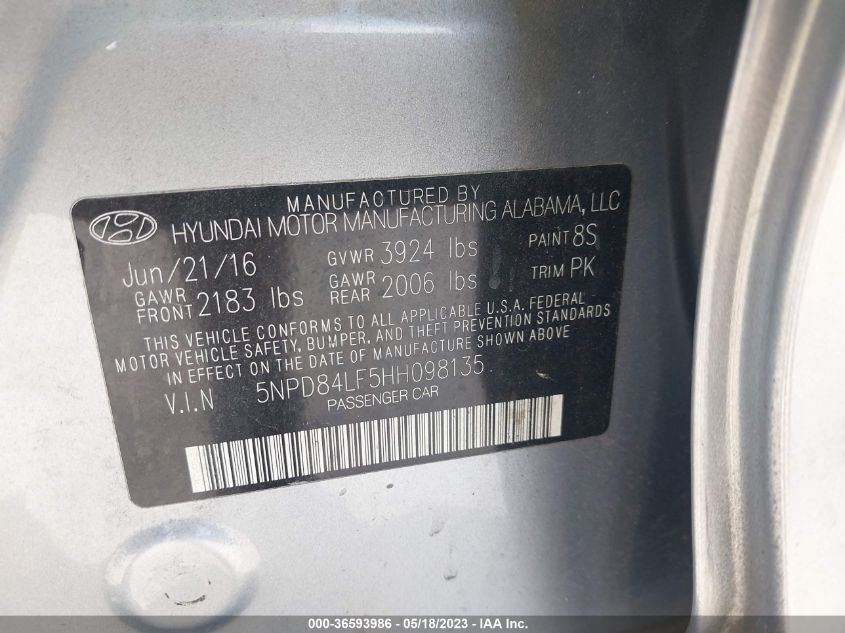 MANUFACTURED BY
HYUNDAI MOTOR MANUFACTURING ALABAMA, LLC
Jun/21/16 GVWR 3924 lbs PAINT 8S
GAWR FRONT 2183 lbs GAWR REAR 2006 lbs TRIM PK
THIS VEHICLE CONFORMS TO ALL APPLICABLE U.S.A. FEDERAL
MOTOR VEHICLE SAFETY, BUMPER, AND THEFT PREVENTION STANDARDS
IN EFFECT ON THE DATE OF MANUFACTURE SHOWN ABOVE
V.I.N 5NPD84LF5HH098135
PASSENGER CAR
000-36593986 - 05/18/2023 - IAA Inc.